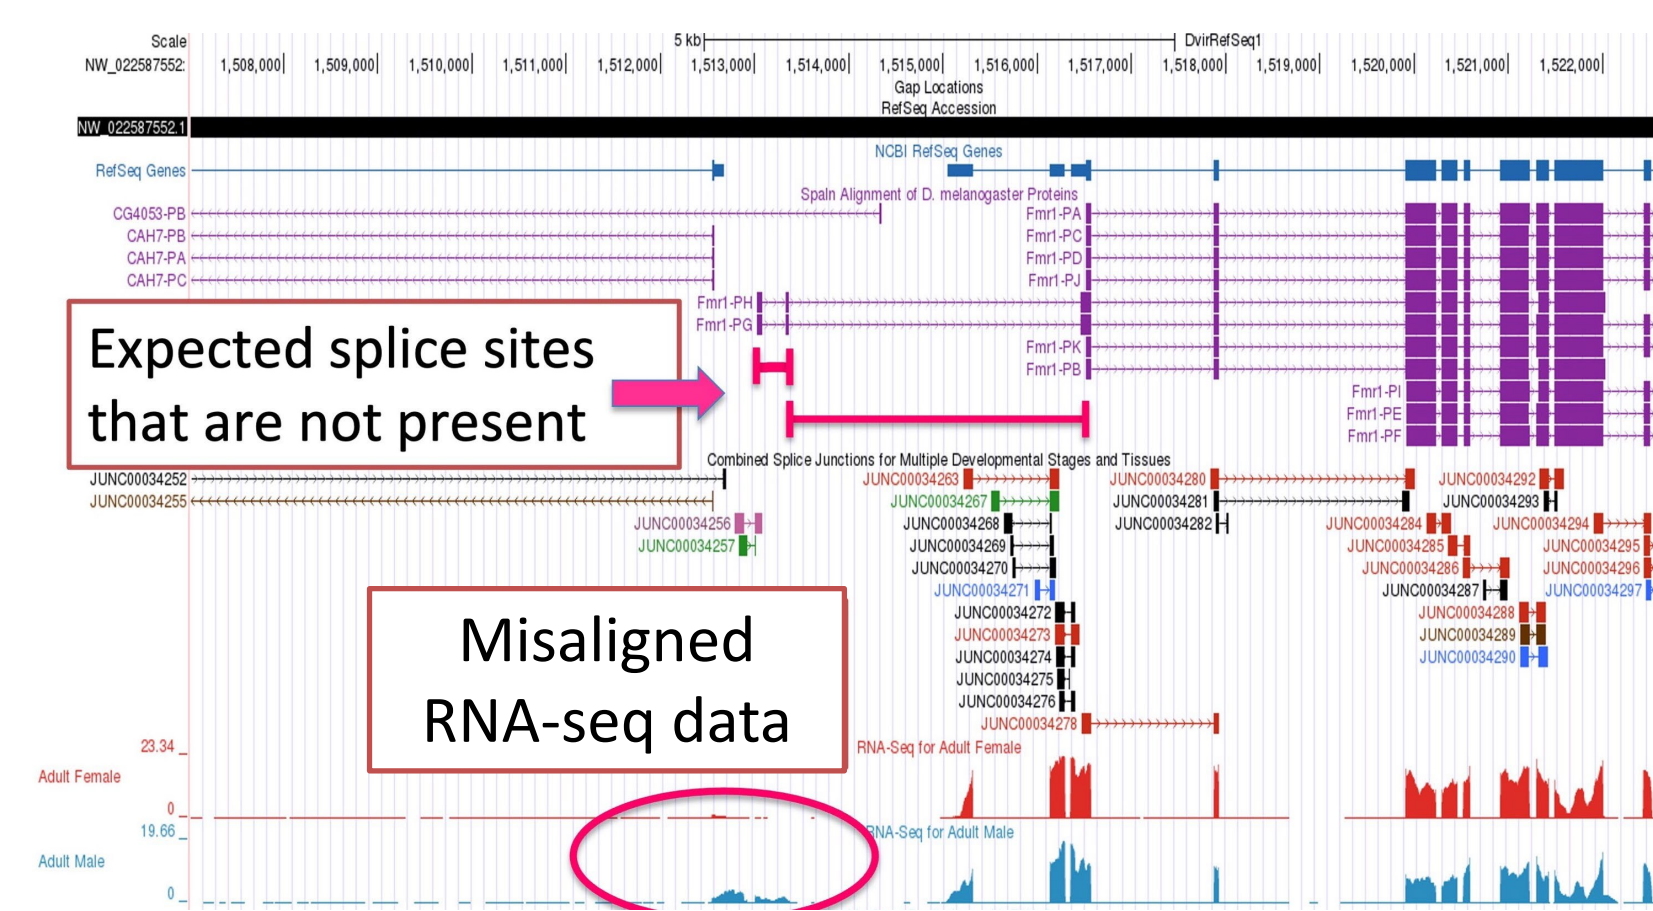 Scale 5 kb DvirRefSeq1
NW_022587552: 1,508,000| 1,509,000| 1,510,000| 1,511,000| 1,512,000| 1,513,000| 1,514,000| 1,515,000| 1,516,000| 1,517,000| 1,518,000| 1,519,000| 1,520,000| 1,521,000| 1,522,000|
Gap Locations
RefSeq Accession
NW_022587552.1
NCBI RefSeq Genes
RefSeq Genes
Spaln Alignment of D. melanogaster Proteins
CG4053-PB Fmr1-PA
CAH7-PB Fmr1-PC
CAH7-PA Fmr1-PD
CAH7-PC Fmr1-PJ
Fmr1-PH
Fmr1-PG
Fmr1-PK
Fmr1-PB
Fmr1-PI
Fmr1-PE
Fmr1-PF
Expected splice sites
that are not present
Combined Splice Junctions for Multiple Developmental Stages and Tissues
JUNC00034252 JUNC00034263 JUNC00034280 JUNC00034292
JUNC00034255 JUNC00034267 JUNC00034281 JUNC00034293
JUNC00034256 JUNC00034268 JUNC00034282 JUNC00034284 JUNC00034294
JUNC00034257 JUNC00034269 JUNC00034285 JUNC00034295
JUNC00034270 JUNC00034286 JUNC00034296
JUNC00034271 JUNC00034287 JUNC00034297
JUNC00034272 JUNC00034288
JUNC00034273 JUNC00034289
JUNC00034274 JUNC00034290
JUNC00034275
JUNC00034276
JUNC00034278
Misaligned
RNA-seq data
RNA-Seq for Adult Female
23.34
Adult Female
0
RNA-Seq for Adult Male
19.66
Adult Male
0